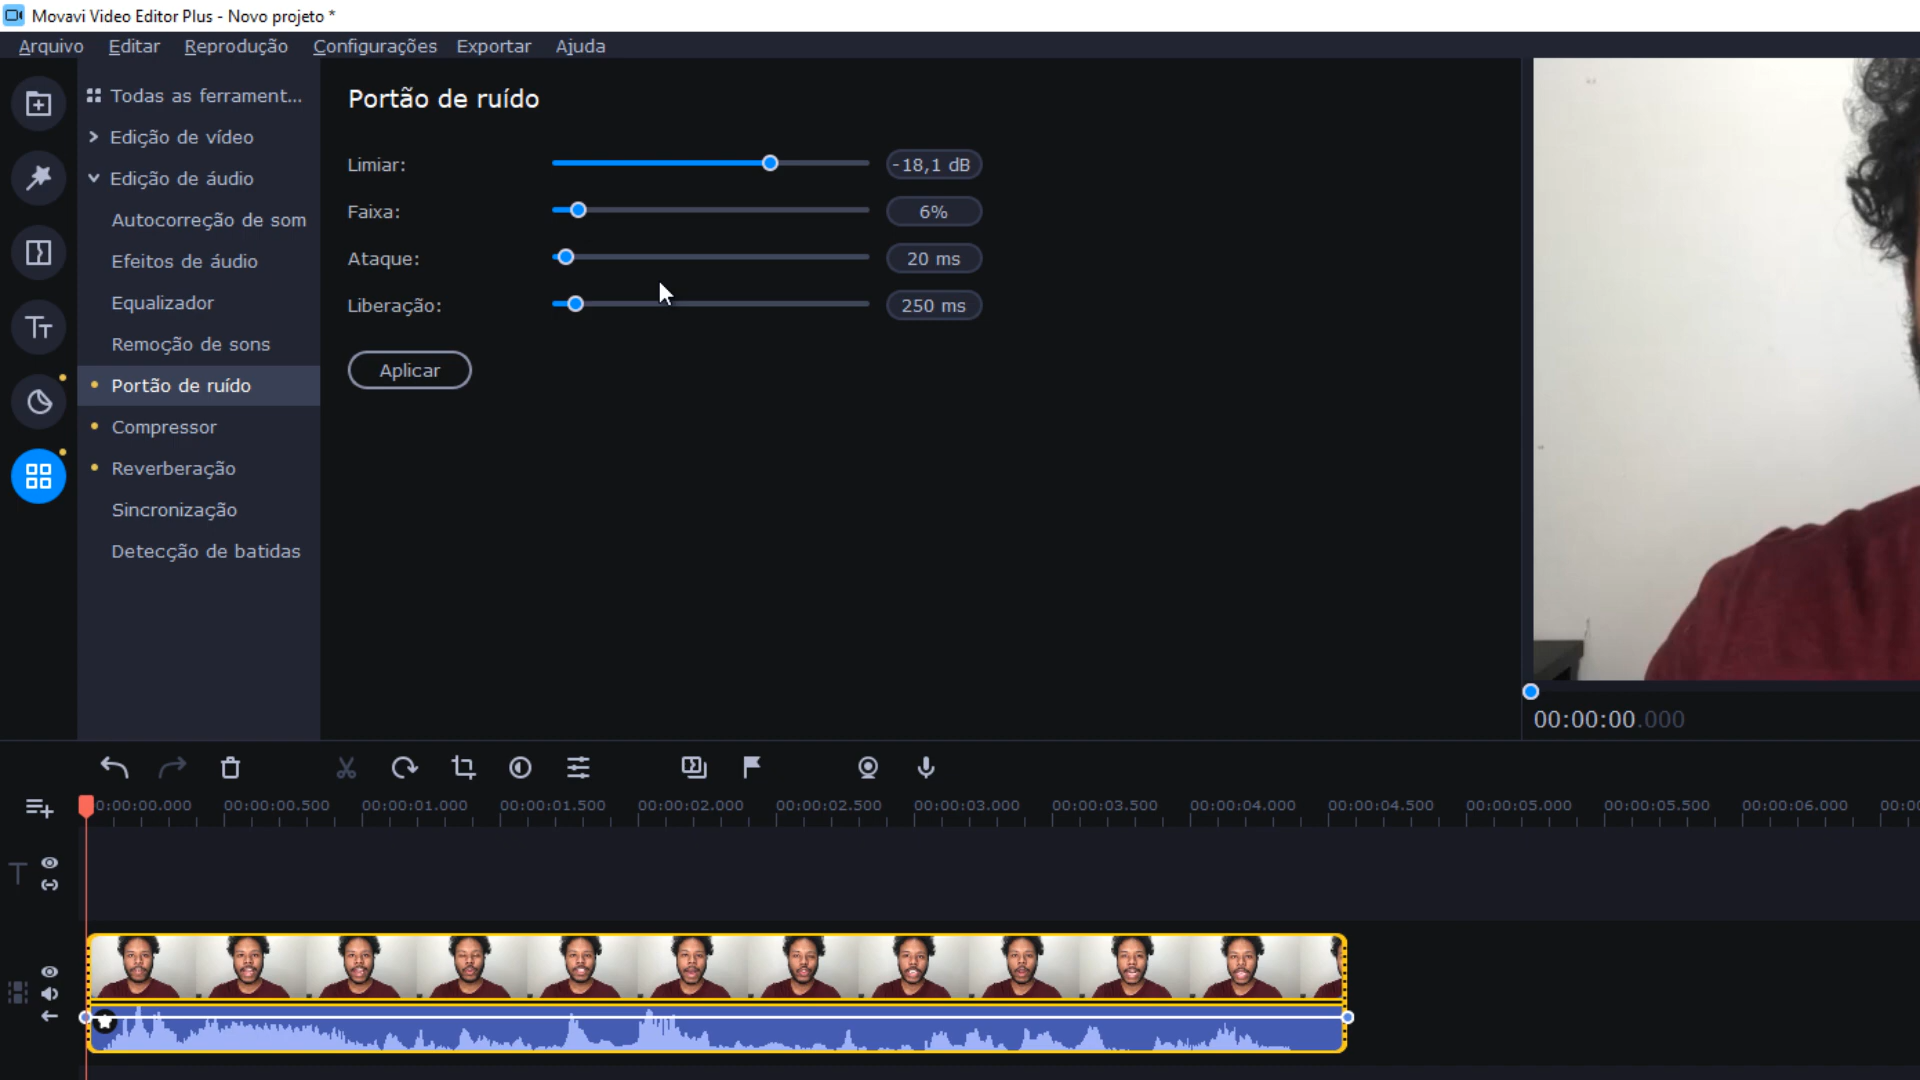 Movavi Video Editor Plus - Novo projeto *
Arquivo Editar Reprodução Configurações Exportar Ajuda
Todas as ferrament...
Edição de vídeo
Edição de áudio
Autocorreção de som
Efeitos de áudio
Equalizador
Remoção de sons
Portão de ruído
Compressor
Reverberação
Sincronização
Detecção de batidas
Portão de ruído
Limiar: -18,1 dB
Faixa: 6%
Ataque: 20 ms
Liberação: 250 ms
Aplicar
00:00:00.000
0:00:00.000 00:00:00.500 00:00:01.000 00:00:01.500 00:00:02.000 00:00:02.500 00:00:03.000 00:00:03.500 00:00:04.000 00:00:04.500 00:00:05.000 00:00:05.500 00:00:06.000 00:0